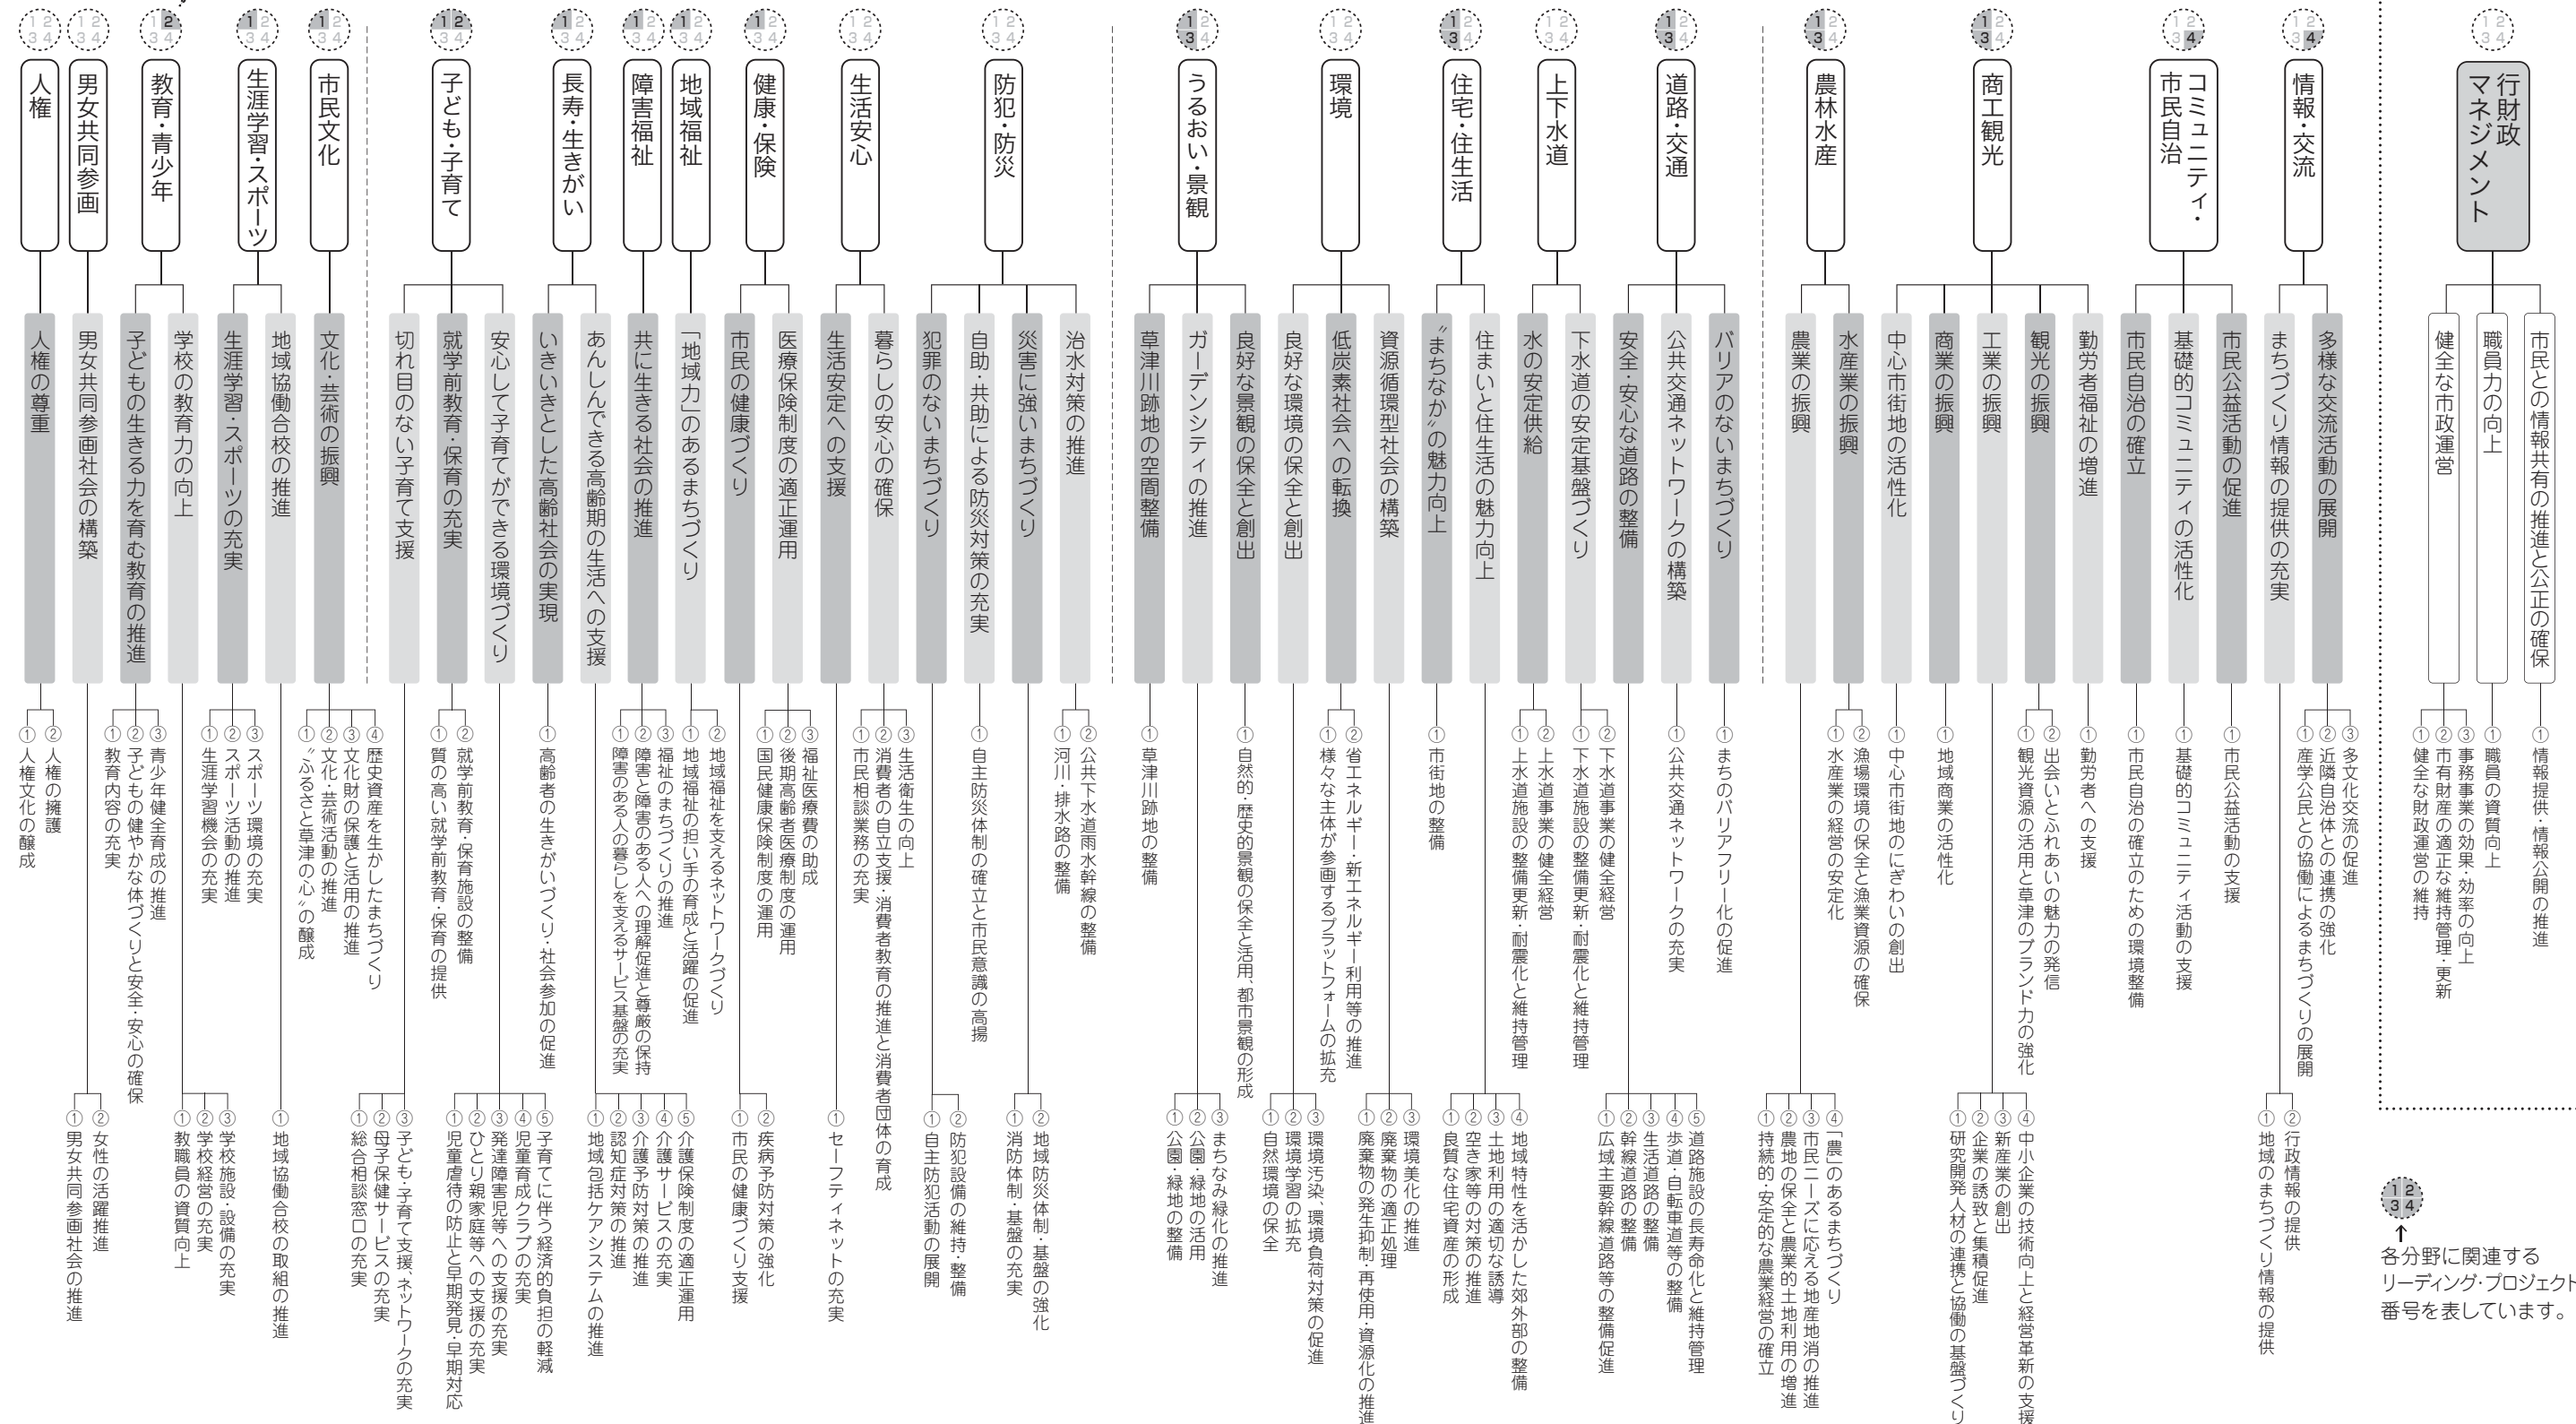 1 2
3 4
人権
人権の尊重
①人権文化の醸成
②人権の擁護
1 2
3 4
男女共同参画
男女共同参画社会の構築
①男女共同参画社会の推進
②女性の活躍推進
1 2
3 4
教育・青少年
子どもの生きる力を育む教育の推進
①教育内容の充実
②子どもの健やかな体づくりと安全・安心の確保
③青少年健全育成の推進
学校の教育力の向上
①教職員の資質向上
②学校経営の充実
③学校施設・設備の充実
1 2
3 4
生涯学習・スポーツ
生涯学習・スポーツの充実
①生涯学習機会の充実
②スポーツ活動の推進
③スポーツ環境の充実
地域協働合校の推進
①地域協働合校の取組の推進
1 2
3 4
市民文化
文化・芸術の振興
①〝ふるさと草津の心〟の醸成
②文化・芸術活動の推進
③文化財の保護と活用の推進
④歴史資産を生かしたまちづくり
1 2
3 4
子ども・子育て
切れ目のない子育て支援
①総合相談窓口の充実
②母子保健サービスの充実
③子ども・子育て支援、ネットワークの充実
就学前教育・保育の充実
①質の高い就学前教育・保育の提供
②就学前教育・保育施設の整備
安心して子育てができる環境づくり
①児童虐待の防止と早期発見・早期対応
②ひとり親家庭等への支援の充実
③発達障害児等への支援の充実
④児童育成クラブの充実
⑤子育てに伴う経済的負担の軽減
1 2
3 4
長寿・生きがい
いきいきとした高齢社会の実現
①高齢者の生きがいづくり・社会参加の促進
あんしんできる高齢期の生活への支援
①地域包括ケアシステムの推進
②認知症対策の推進
③介護予防対策の推進
④介護サービスの充実
⑤介護保険制度の適正運用
1 2
3 4
障害福祉
共に生きる社会の推進
①障害のある人の暮らしを支えるサービス基盤の充実
②障害と障害のある人への理解促進と尊厳の保持
③福祉のまちづくりの推進
1 2
3 4
地域福祉
「地域力」のあるまちづくり
①地域福祉の担い手の育成と活躍の促進
②地域福祉を支えるネットワークづくり
1 2
3 4
健康・保険
市民の健康づくり
①市民の健康づくり支援
②疾病予防対策の強化
医療保険制度の適正運用
①国民健康保険制度の運用
②後期高齢者医療制度の運用
③福祉医療費の助成
1 2
3 4
生活安心
生活安定への支援
①セーフティネットの充実
暮らしの安心の確保
①市民相談業務の充実
②消費者の自立支援・消費者教育の推進と消費者団体の育成
③生活衛生の向上
1 2
3 4
防犯・防災
犯罪のないまちづくり
①自主防犯活動の展開
②防犯設備の維持・整備
自助・共助による防災対策の充実
①自主防災体制の確立と市民意識の高揚
災害に強いまちづくり
①消防体制・基盤の充実
②地域防災体制・基盤の強化
治水対策の推進
①河川・排水路の整備
②公共下水道雨水幹線の整備
1 2
3 4
うるおい・景観
草津川跡地の空間整備
①草津川跡地の整備
ガーデンシティの推進
①公園・緑地の整備
②公園・緑地の活用
③まちなみ緑化の推進
良好な景観の保全と創出
①自然的・歴史的景観の保全と活用、都市景観の形成
1 2
3 4
環境
良好な環境の保全と創出
①自然環境の保全
②環境学習の拡充
③環境汚染・環境負荷対策の促進
低炭素社会への転換
①様々な主体が参画するプラットフォームの拡充
②省エネルギー・新エネルギー利用等の推進
資源循環型社会の構築
①廃棄物の発生抑制・再使用・資源化の推進
②廃棄物の適正処理
③環境美化の推進
1 2
3 4
住宅・住生活
〝まちなか〟の魅力向上
①市街地の整備
住まいと住生活の魅力向上
①良質な住宅資産の形成
②空き家等の対策の推進
③土地利用の適切な誘導
④地域特性を活かした郊外部の整備
1 2
3 4
上下水道
水の安定供給
①上水道施設の整備更新・耐震化と維持管理
②上水道事業の健全経営
下水道の安定基盤づくり
①下水道施設の整備更新・耐震化と維持管理
②下水道事業の健全経営
1 2
3 4
道路・交通
安全・安心な道路の整備
①広域主要幹線道路等の整備促進
②幹線道路の整備
③生活道路の整備
④歩道・自転車道等の整備
⑤道路施設の長寿命化と維持管理
公共交通ネットワークの構築
①公共交通ネットワークの充実
バリアのないまちづくり
①まちのバリアフリー化の促進
1 2
3 4
農林水産
農業の振興
①持続的・安定的な農業経営の確立
②農地の保全と農業的土地利用の増進
③市民ニーズに応える地産地消の推進
④「農」のあるまちづくり
水産業の振興
①水産業の経営の安定化
②漁場環境の保全と漁業資源の確保
1 2
3 4
商工観光
中心市街地の活性化
①中心市街地のにぎわいの創出
商業の振興
①地域商業の活性化
工業の振興
①研究開発人材の連携と協働の基盤づくり
②企業の誘致と集積促進
③新産業の創出
④中小企業の技術向上と経営革新の支援
観光の振興
①観光資源の活用と草津のブランド力の強化
②出会いとふれあいの魅力の発信
勤労者福祉の増進
①勤労者への支援
1 2
3 4
コミュニティ・
市民自治
市民自治の確立
①市民自治の確立のための環境整備
基礎的コミュニティの活性化
①基礎的コミュニティ活動の支援
市民公益活動の促進
①市民公益活動の支援
1 2
3 4
情報・交流
まちづくり情報の提供の充実
①地域のまちづくり情報の提供
②行政情報の提供
多様な交流活動の展開
①産学公民との協働によるまちづくりの展開
②近隣自治体との連携の強化
③多文化交流の促進
1 2
3 4
行財政
マネジメント
健全な市政運営
①健全な財政運営の維持
②市有財産の適正な維持管理・更新
③事務事業の効果・効率の向上
職員力の向上
①職員の資質向上
市民との情報共有の推進と公正の確保
①情報提供・情報公開の推進
1 2
3 4
↑
各分野に関連する
リーディング・プロジェクト
番号を表しています。